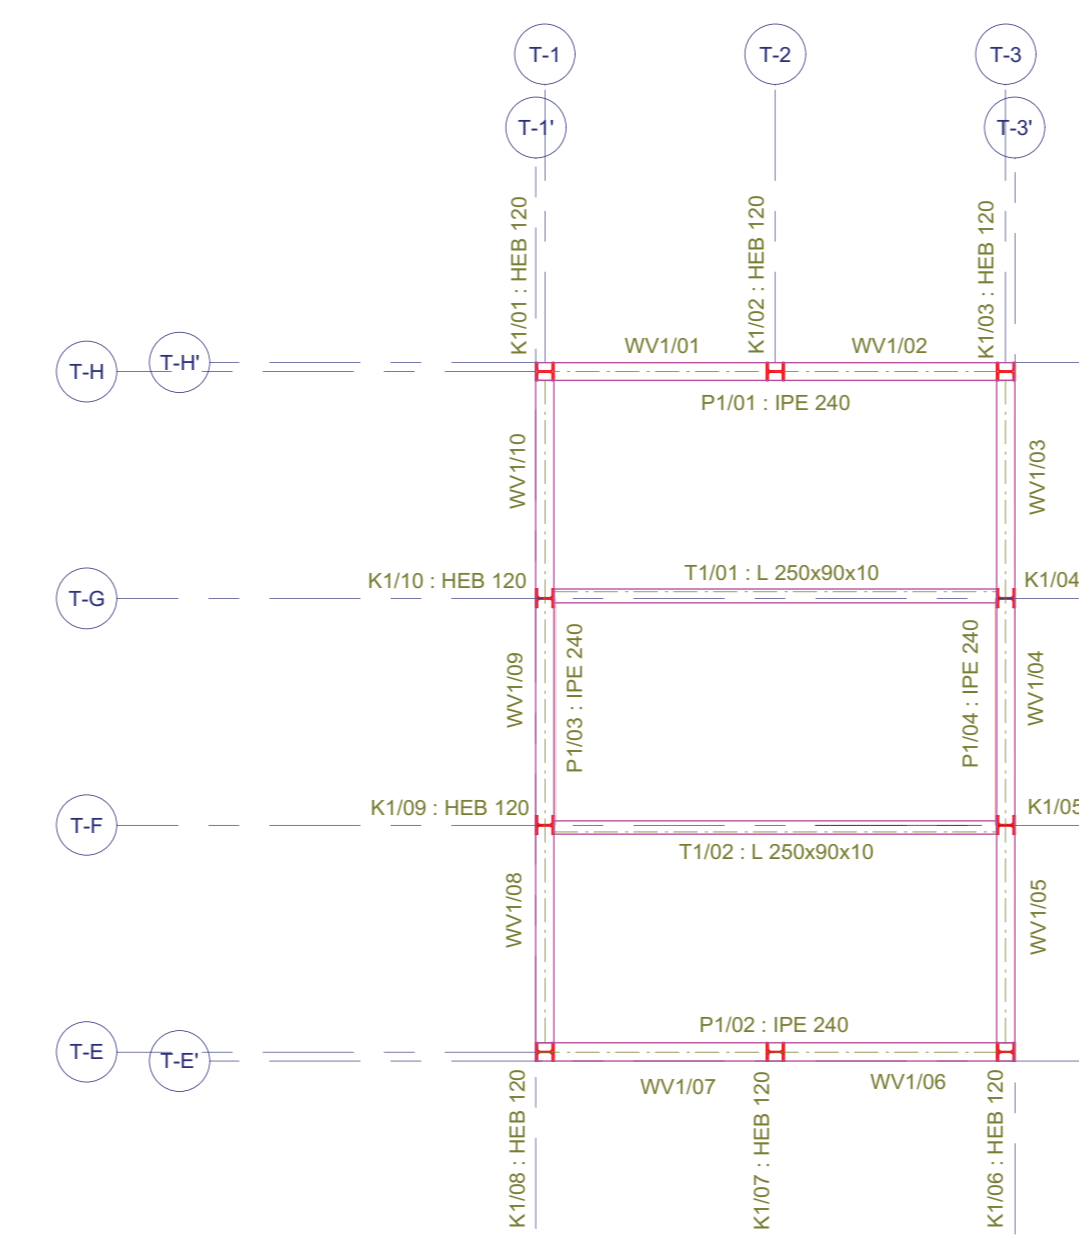 T-1
T-2
T-3
T-1'
T-3'
K1/01 : HEB 120
K1/02 : HEB 120
K1/03 : HEB 120
WV1/01
WV1/02
T-H
T-H'
P1/01 : IPE 240
WV1/10
WV1/03
K1/10 : HEB 120
T1/01 : L 250x90x10
K1/04
T-G
WV1/09
P1/03 : IPE 240
P1/04 : IPE 240
WV1/04
K1/09 : HEB 120
K1/05
T-F
T1/02 : L 250x90x10
WV1/08
WV1/05
P1/02 : IPE 240
T-E
T-E'
WV1/07
WV1/06
K1/08 : HEB 120
K1/07 : HEB 120
K1/06 : HEB 120